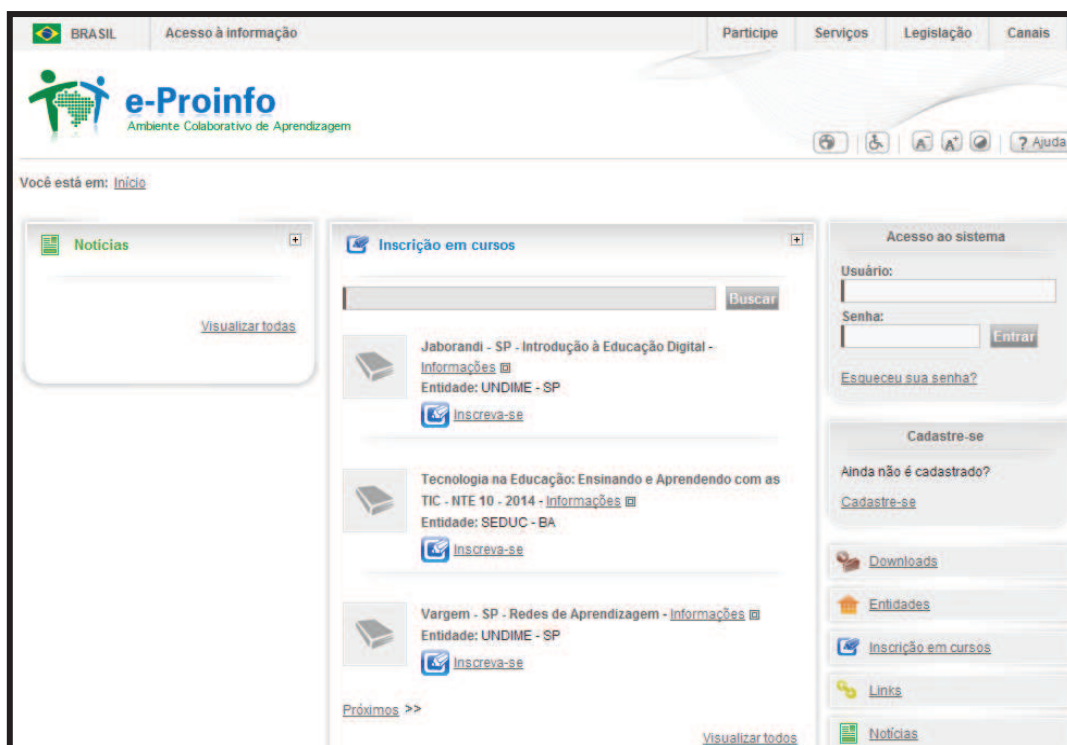 BRASIL Acesso à informação Participe Serviços Legislação Canais
e-Proinfo
Ambiente Colaborativo de Aprendizagem
A- A+ ? Ajuda
Você está em: Início
Notícias
Visualizar todas
Inscrição em cursos
Buscar
Jaborandi - SP - Introdução à Educação Digital -
Informações
Entidade: UNDIME - SP
Inscreva-se
Tecnologia na Educação: Ensinando e Aprendendo com as
TIC - NTE 10 - 2014 - Informações
Entidade: SEDUC - BA
Inscreva-se
Vargem - SP - Redes de Aprendizagem - Informações
Entidade: UNDIME - SP
Inscreva-se
Próximos >>
Visualizar todos
Acesso ao sistema
Usuário:
Senha:
Entrar
Esqueceu sua senha?
Cadastre-se
Ainda não é cadastrado?
Cadastre-se
Downloads
Entidades
Inscrição em cursos
Links
Notícias